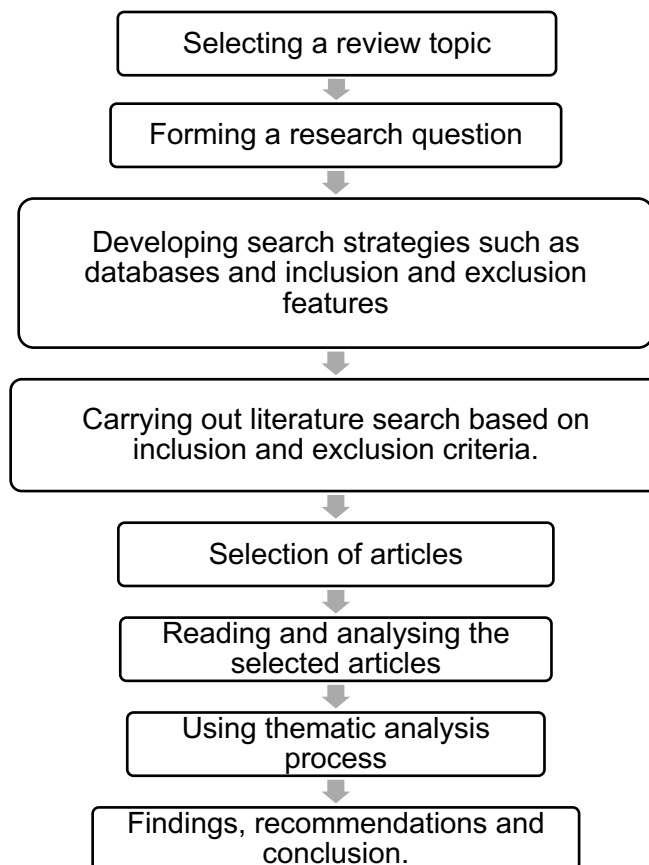 Selecting a review topic
Forming a research question
Developing search strategies such as
databases and inclusion and exclusion
features
Carrying out literature search based on
inclusion and exclusion criteria.
Selection of articles
Reading and analysing the
selected articles
Using thematic analysis
process
Findings, recommendations and
conclusion.